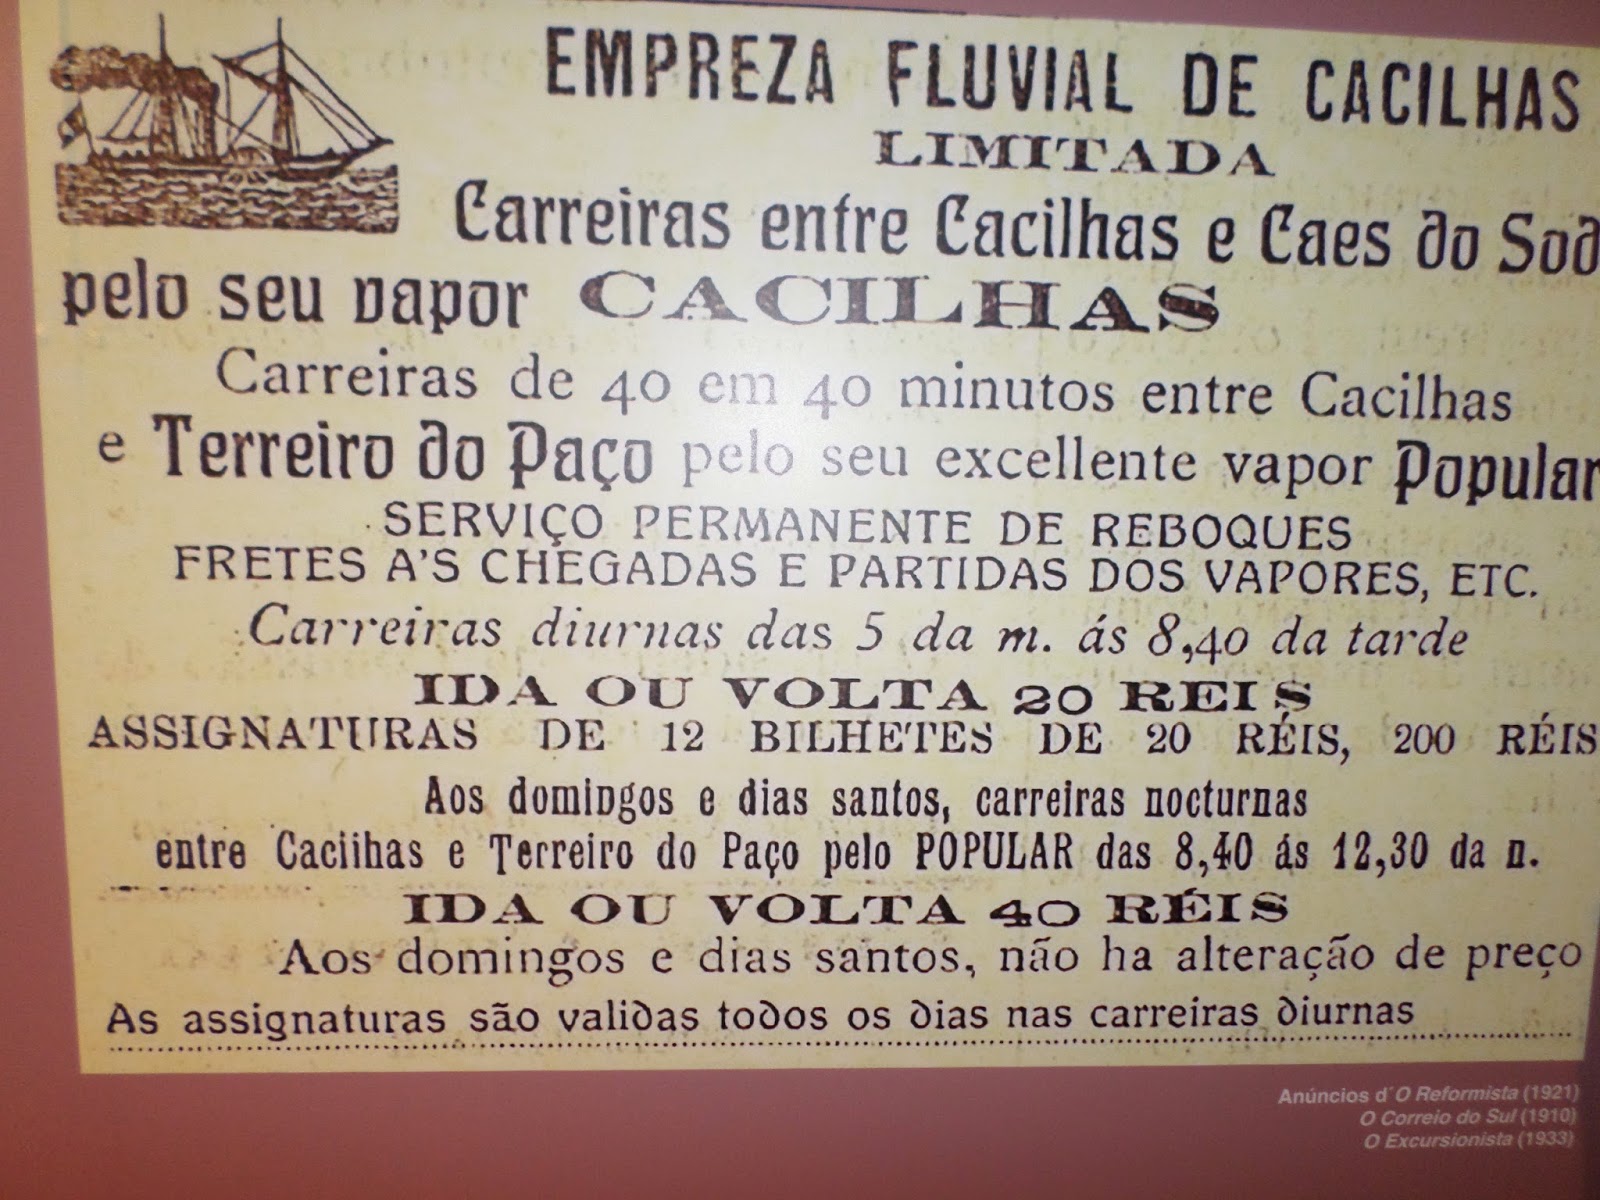 EMPREZA FLUVIAL DE CACILHAS
LIMITADA
Carreiras entre Cacilhas e Caes do Sod
pelo seu vapor CACILHAS
Carreiras de 40 em 40 minutos entre Cacilhas
e Terreiro do Paço pelo seu excellente vapor Popular
SERVIÇO PERMANENTE DE REBOQUES
FRETES A'S CHEGADAS E PARTIDAS DOS VAPORES, ETC.
Carreiras diurnas das 5 da m. ás 8,40 da tarde
IDA OU VOLTA 20 REIS
ASSIGNATURAS DE 12 BILHETES DE 20 RÉIS, 200 RÉIS
Aos domingos e dias santos, carreiras nocturnas
entre Caciihas e Terreiro do Paço pelo POPULAR das 8,40 ás 12,30 da n.
IDA OU VOLTA 40 RÉIS
Aos domingos e dias santos, não ha alteração de preço
As assignaturas são validas todos os dias nas carreiras diurnas
Anúncios d´O Reformista (1921)
O Correio do Sul (1910)
O Excursionista (1933)